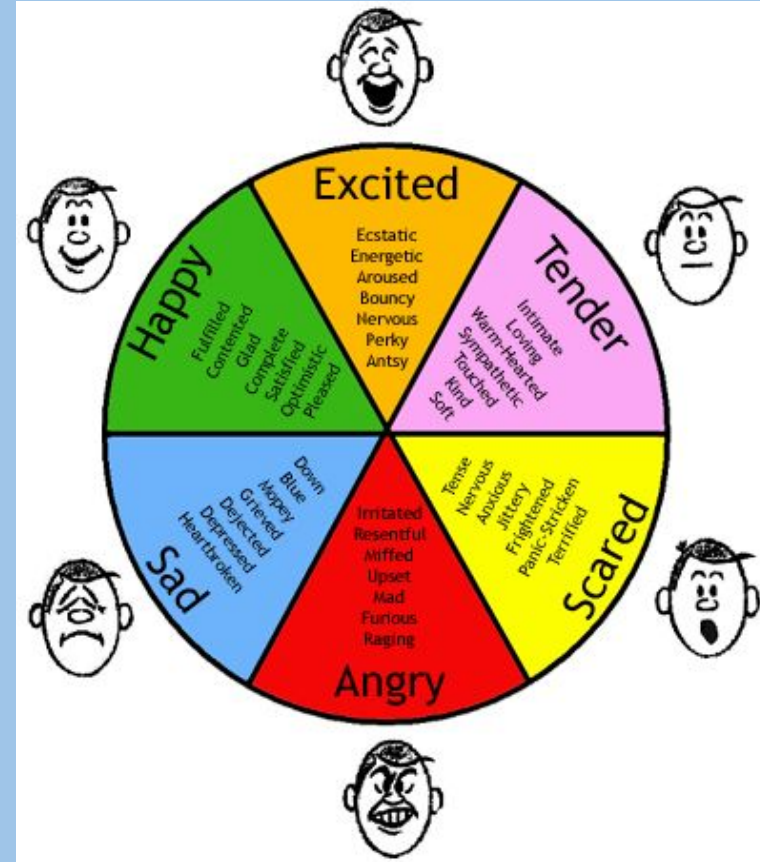 Excited
Ecstatic
Energetic
Aroused
Bouncy
Nervous
Perky
Antsy
Tender
Intimate
Loving
Warm-Hearted
Sympathetic
Touched
Kind
Soft
Scared
Tense
Nervous
Anxious
Jittery
Frightened
Panic-Stricken
Terrified
Irritated
Resentful
Miffed
Upset
Mad
Furious
Raging
Angry
Down
Blue
Mopey
Grieved
Dejected
Depressed
Heartbroken
Sad
Happy
Fulfilled
Contented
Glad
Complete
Satisfied
Optimistic
Pleased